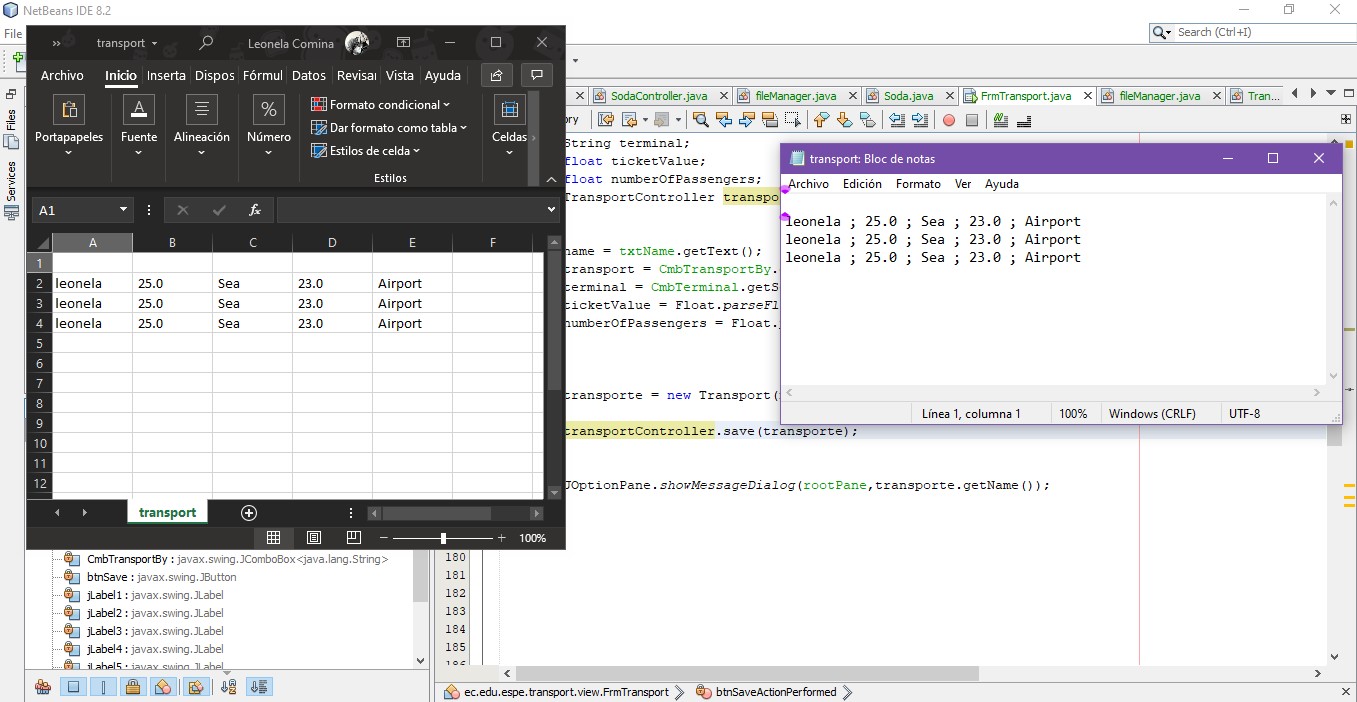 NetBeans IDE 8.2
File
Search (Ctrl+I)
transport
Leonela Comina
Archivo Inicio Inserta Dispos Fórmul Datos Revisar Vista Ayuda
Portapapeles
Fuente
Alineación
%
Número
Formato condicional
Dar formato como tabla
Estilos de celda
Estilos
Celdas
A1
fx
A B C D E F
1
2 leonela 25.0 Sea 23.0 Airport
3 leonela 25.0 Sea 23.0 Airport
4 leonela 25.0 Sea 23.0 Airport
5
6
7
8
9
10
11
12
transport
100%
Files
Services
SodaController.java
fileManager.java
Soda.java
FrmTransport.java
fileManager.java
Tran...
String terminal;
float ticketValue;
float numberOfPassengers;
TransportController transpo
name = txtName.getText();
transport = CmbTransportBy.
terminal = CmbTerminal.getS
ticketValue = Float.parseFl
numberOfPassengers = Float.
transporte = new Transport(
transportController.save(transporte);
JOptionPane.showMessageDialog(rootPane,transporte.getName());
transport: Bloc de notas
Archivo Edición Formato Ver Ayuda
leonela ; 25.0 ; Sea ; 23.0 ; Airport
leonela ; 25.0 ; Sea ; 23.0 ; Airport
leonela ; 25.0 ; Sea ; 23.0 ; Airport
Línea 1, columna 1 100% Windows (CRLF) UTF-8
CmbTransportBy : javax.swing.JComboBox<java.lang.String>
btnSave : javax.swing.JButton
jLabel1 : javax.swing.JLabel
jLabel2 : javax.swing.JLabel
jLabel3 : javax.swing.JLabel
jLabel4 : javax.swing.JLabel
jLabel5 : javax.swing.JLabel
180
181
182
183
184
185
186
ec.edu.espe.transport.view.FrmTransport
btnSaveActionPerformed